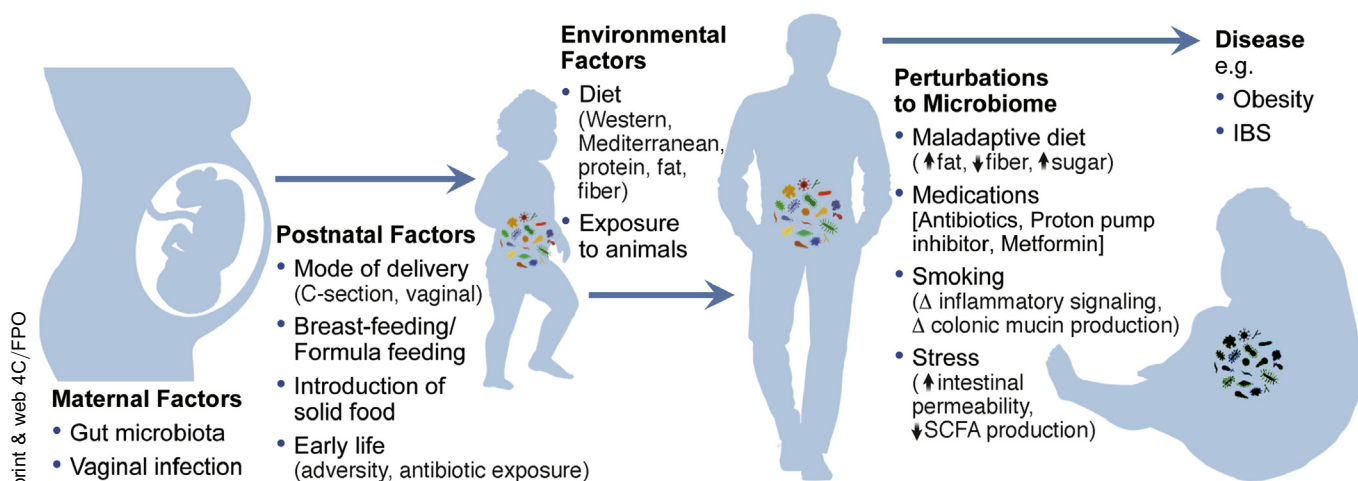 Maternal Factors
• Gut microbiota
• Vaginal infection
Postnatal Factors
• Mode of delivery
(C-section, vaginal)
• Breast-feeding/
Formula feeding
• Introduction of
solid food
• Early life
(adversity, antibiotic exposure)
Environmental
Factors
• Diet
(Western,
Mediterranean,
protein, fat,
fiber)
• Exposure
to animals
Perturbations
to Microbiome
• Maladaptive diet
(↑fat, ↓fiber, ↑sugar)
• Medications
[Antibiotics, Proton pump
inhibitor, Metformin]
• Smoking
(Δ inflammatory signaling,
Δ colonic mucin production)
• Stress
(↑intestinal
permeability,
↓SCFA production)
Disease
e.g.
• Obesity
• IBS
print & web 4C/FPO